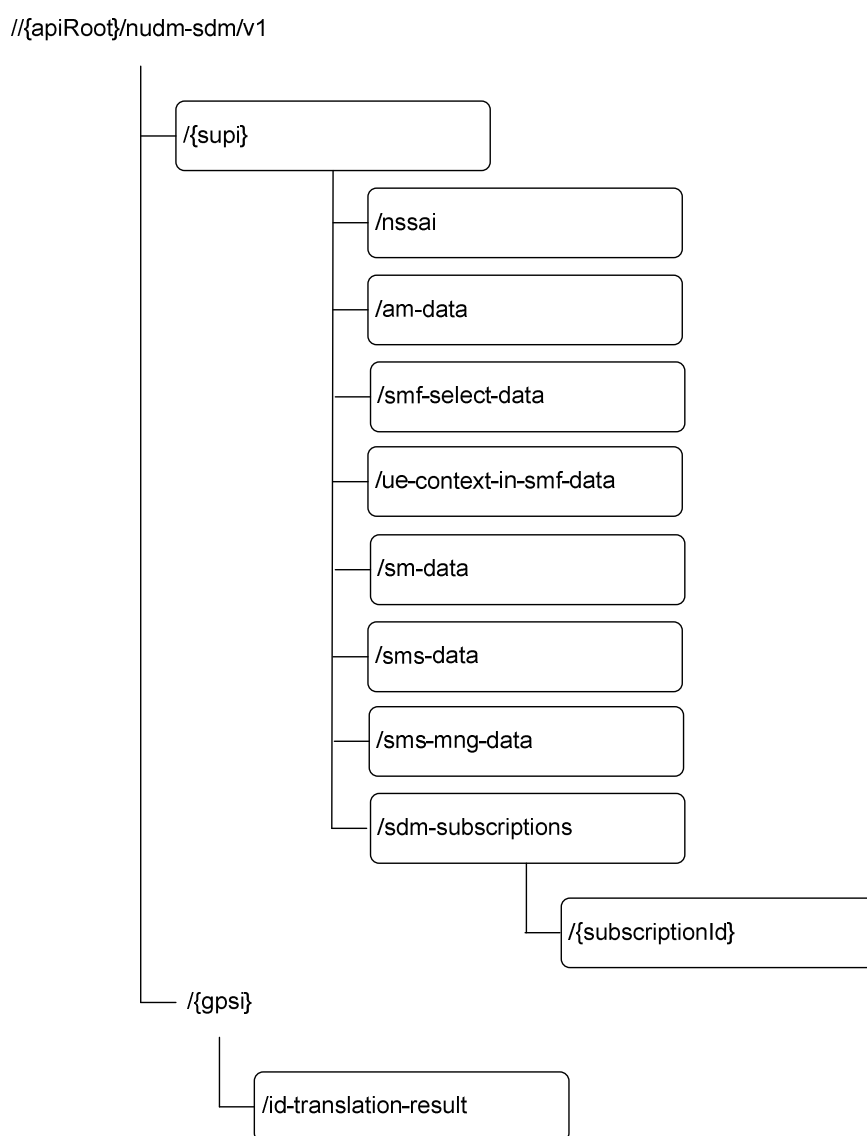 //{apiRoot}/nudm-sdm/v1
/{supi}
/nssai
/am-data
/smf-select-data
/ue-context-in-smf-data
/sm-data
/sms-data
/sms-mng-data
/sdm-subscriptions
/{subscriptionId}
/{gpsi}
/id-translation-result